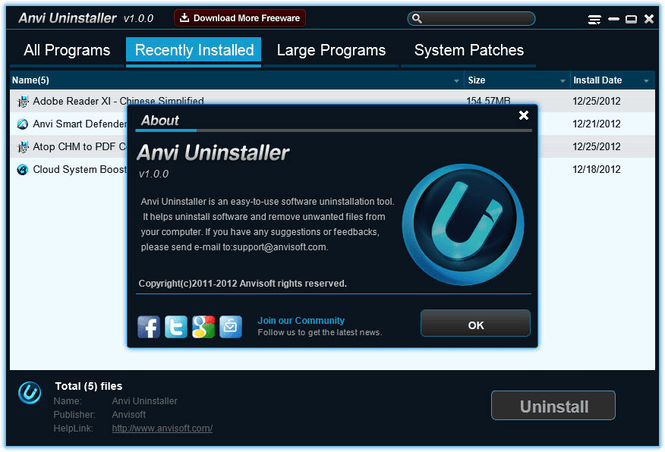 Anvi Uninstaller v1.0.0
Download More Freeware
All Programs
Recently Installed
Large Programs
System Patches
Name(5)
Size
Install Date
Adobe Reader XI - Chinese Simplified
154.57MB
12/25/2012
Anvi Smart Defender
12/21/2012
Atop CHM to PDF
12/25/2012
Cloud System
12/18/2012
About
Anvi Uninstaller
v1.0.0
Anvi Uninstaller is an easy-to-use software uninstallation tool.
It helps uninstall software and remove unwanted files from
your computer. If you have any suggestions or feedbacks,
please send e-mail to:support@anvisoft.com.
Copyright(c)2011-2012 Anvisoft rights reserved.
Join our Community
Follow us to get the latest news.
OK
Total (5) files
Name: Anvi Uninstaller
Publisher: Anvisoft
HelpLink: http://www.anvisoft.com/
Uninstall